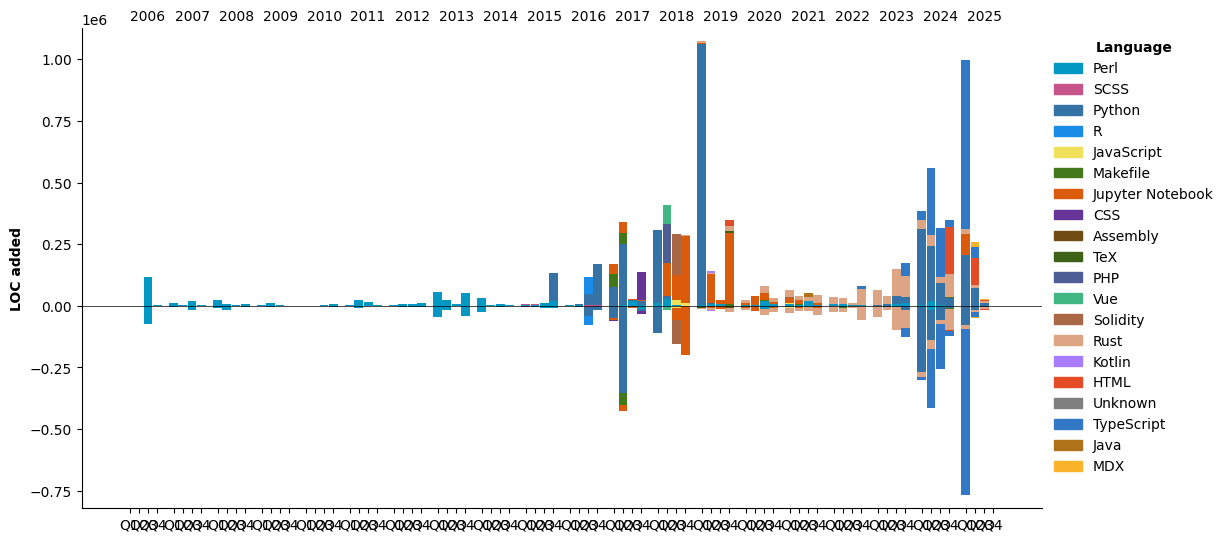 2006 2007 2008 2009 2010 2011 2012 2013 2014 2015 2016 2017 2018 2019 2020 2021 2022 2023 2024 2025
1e6
1.00
0.75
0.50
0.25
0.00
−0.25
−0.50
−0.75
LOC added
Language
Perl
SCSS
Python
R
JavaScript
Makefile
Jupyter Notebook
CSS
Assembly
TeX
PHP
Vue
Solidity
Rust
Kotlin
HTML
Unknown
TypeScript
Java
MDX